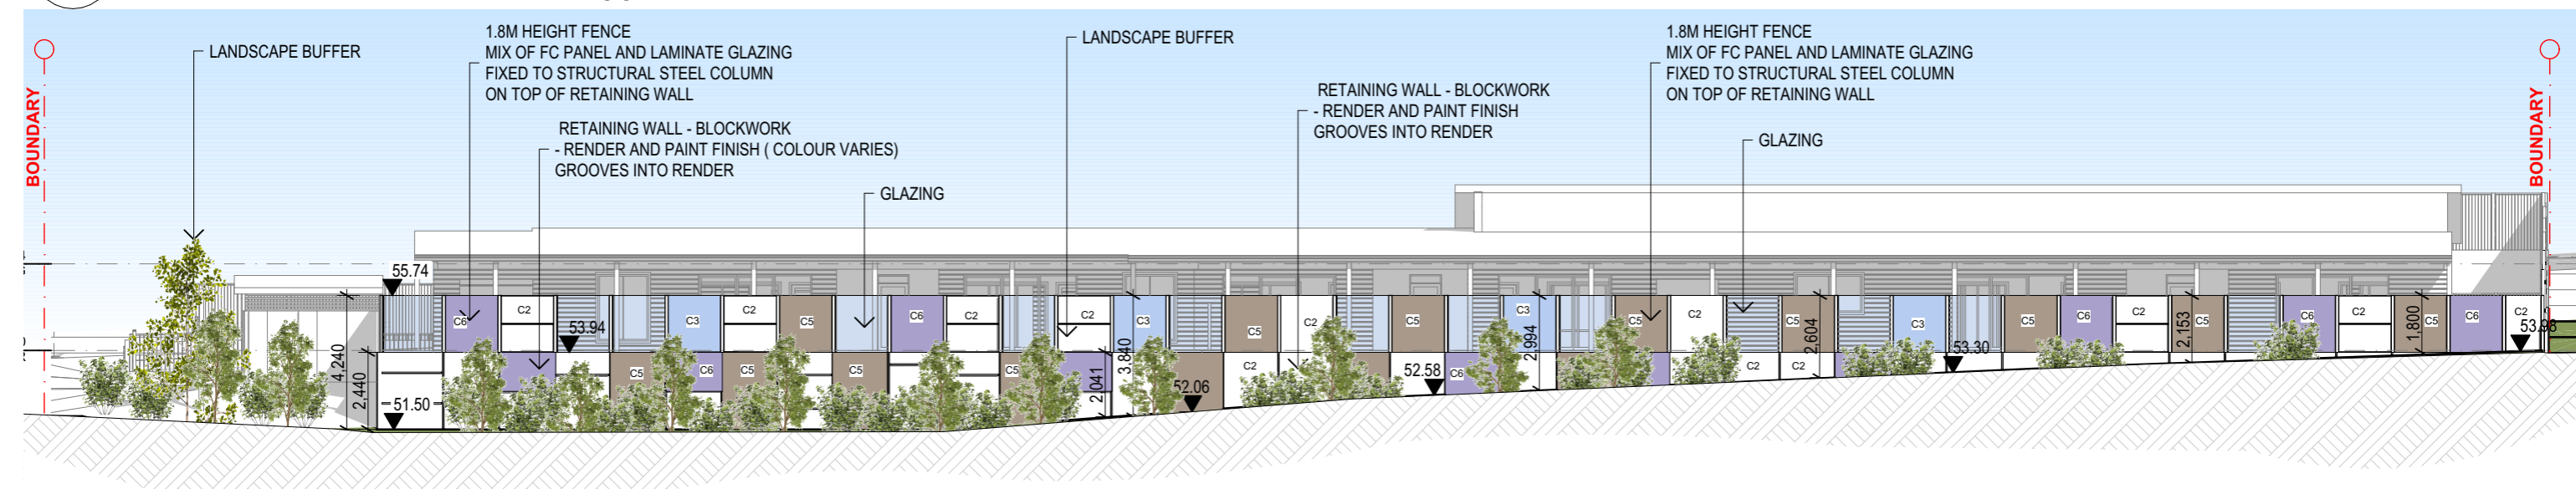 1.8M HEIGHT FENCE
MIX OF FC PANEL AND LAMINATE GLAZING
FIXED TO STRUCTURAL STEEL COLUMN
ON TOP OF RETAINING WALL
LANDSCAPE BUFFER
LANDSCAPE BUFFER
1.8M HEIGHT FENCE
MIX OF FC PANEL AND LAMINATE GLAZING
FIXED TO STRUCTURAL STEEL COLUMN
ON TOP OF RETAINING WALL
BOUNDARY
RETAINING WALL - BLOCKWORK
- RENDER AND PAINT FINISH ( COLOUR VARIES)
GROOVES INTO RENDER
RETAINING WALL - BLOCKWORK
- RENDER AND PAINT FINISH
GROOVES INTO RENDER
GLAZING
GLAZING
BOUNDARY
55.74
C6
C2
53.94
C3
C2
C5
C6
C2
C2
C3
C5
C2
C5
C3
2,994
C5
C2
C5
2,604
C3
C5
C6
C2
C5
2,153
C6
C2
1,800
C5
C6
C2
53.98
4,240
2,440
51.50
C5
C6
C5
C5
C5
2,041
3,840
52.06
C2
52.58
C6
C2
C2
53.30